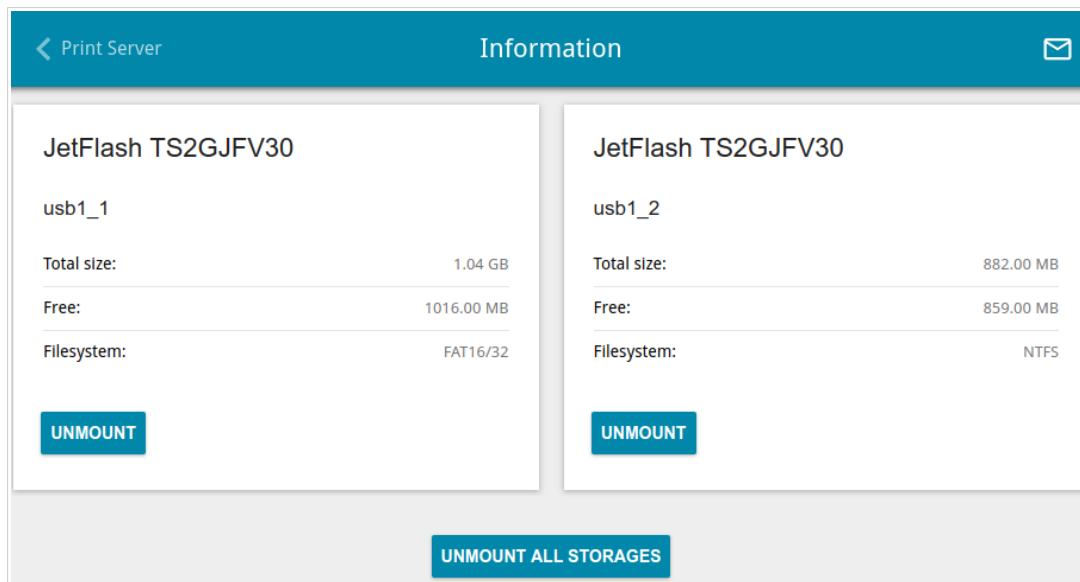 Print Server
Information
JetFlash TS2GJFV30
usb1_1
Total size: 1.04 GB
Free: 1016.00 MB
Filesystem: FAT16/32
UNMOUNT
JetFlash TS2GJFV30
usb1_2
Total size: 882.00 MB
Free: 859.00 MB
Filesystem: NTFS
UNMOUNT
UNMOUNT ALL STORAGES